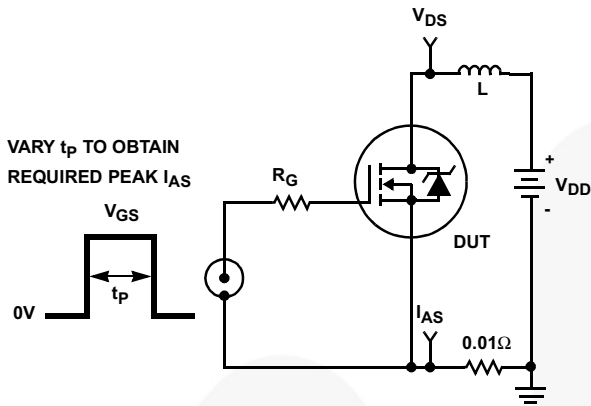 VDS
L
VARY tP TO OBTAIN
REQUIRED PEAK IAS
RG
+
VDD
-
VGS
DUT
tP
0V
IAS
0.01Ω